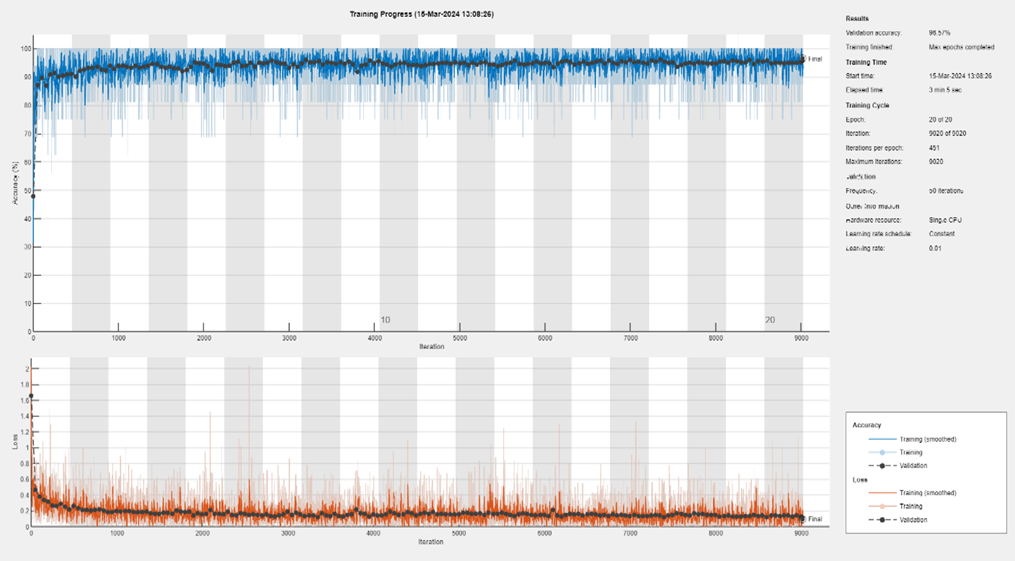 Training Progress (15-Mar-2024 13:08:26)
Results
Validation accuracy: 96.57%
Training finished: Max epochs completed
Training Time
Start time: 15-Mar-2024 13:08:26
Elapsed time: 3 min 5 sec
Training Cycle
Epoch: 20 of 20
Iteration: 9020 of 9020
Iterations per epoch: 451
Maximum iterations: 9020
Validation
Frequency: 50 iterations
Other Information
Hardware resource: Single CPU
Learning rate schedule: Constant
Learning rate: 0.01
Accuracy (%)
100
90
80
70
60
50
40
30
20
10
0
Final
10
20
0 1000 2000 3000 4000 5000 6000 7000 8000 9000
Iteration
Loss
2
1.8
1.6
1.4
1.2
1
0.8
0.6
0.4
0.2
0
Final
0 1000 2000 3000 4000 5000 6000 7000 8000 9000
Iteration
Accuracy
Training (smoothed)
Training
Validation
Loss
Training (smoothed)
Training
Validation